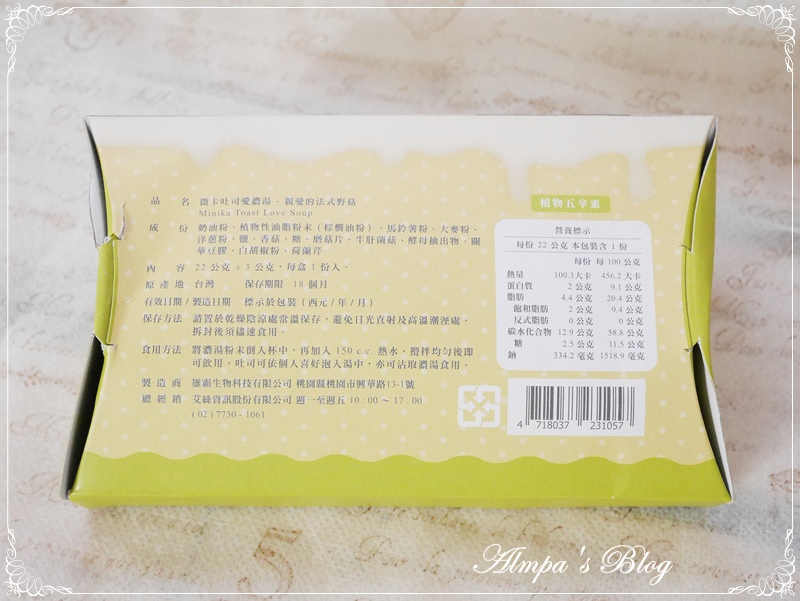 品名 微卡吐司愛濃湯．親愛的法式野菇
Minika Toast Love Soup
成份 奶油粉、植物性油脂粉末(棕櫚油粉)、馬鈴薯粉、大麥粉、
洋蔥粉、鹽、香菇、糖、磨菇片、牛肝菌菇、酵母抽出物、關
華豆膠、白胡椒粉、荷蘭芹
內容 22 公克 ± 3 公克，每盒 1 份入。
原產地 台灣 保存期限 18 個月
有效日期 / 製造日期 標示於包裝 (西元 / 年 / 月)
保存方法 請置於乾燥陰涼處常溫保存，避免日光直射及高溫潮溼處，
拆封後須儘速食用。
食用方法 將濃湯粉末倒入杯中，再加入 150 c.c. 熱水，攪拌均勻後即
可飲用。吐司可依個人喜好泡入湯中，亦可沾取濃湯食用。
製造商 雄霸生物科技有限公司 桃園縣桃園市興華路13-1號
總經銷 艾絲資訊股份有限公司 週一至週五 10：00 ~ 17：00
(02) 7730 - 1061
植物五辛素
營養標示
每份 22 公克 本包裝含 1 份
每份 每 100 公克
熱量 100.3大卡 456.2大卡
蛋白質 2 公克 9.1 公克
脂肪 4.4 公克 20.4 公克
飽和脂肪 2 公克 9.4 公克
反式脂肪 0 公克 0 公克
碳水化合物 12.9 公克 58.8 公克
糖 2.5 公克 11.5 公克
鈉 334.2 毫克 1518.9 毫克
4 718037 231057
Almpa's Blog